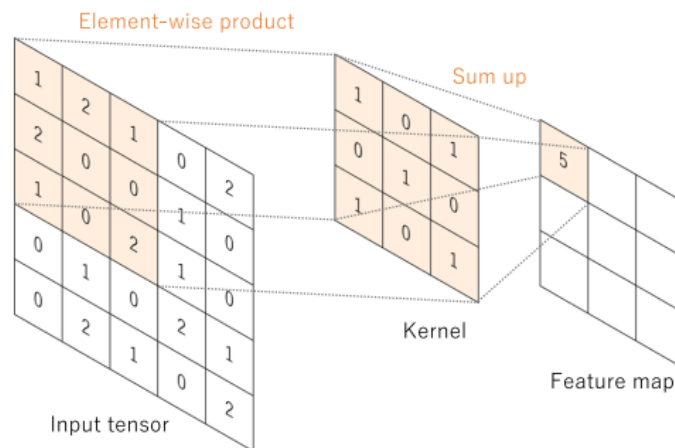 Element-wise product
Sum up
1 2 1 0 2
2 0 0 1 0
1 0 2 1 0
0 1 0 2 1
0 2 1 0 2
1 0 1
0 1 0
1 0 1
5
Input tensor
Kernel
Feature map